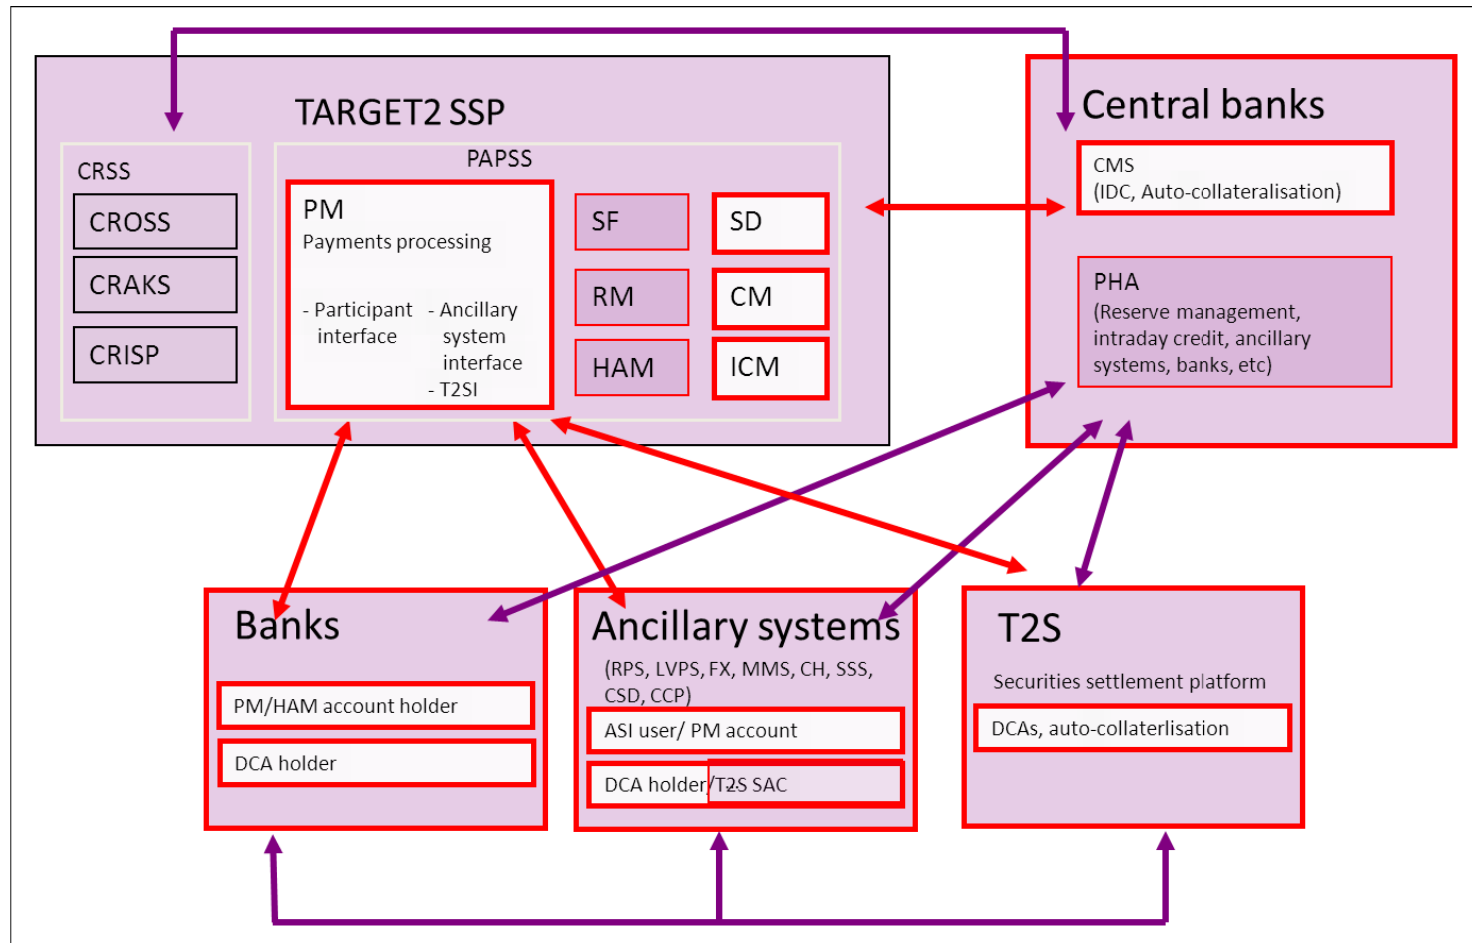 TARGET2 SSP
CRSS
CROSS
CRAKS
CRISP
PAPSS
PM
Payments processing
- Participant
interface
- Ancillary
system
interface
- T2SI
SF
SD
RM
CM
HAM
ICM
Central banks
CMS
(IDC, Auto-collateralisation)
PHA
(Reserve management,
intraday credit, ancillary
systems, banks, etc)
Banks
PM/HAM account holder
DCA holder
Ancillary systems
(RPS, LVPS, FX, MMS, CH, SSS,
CSD, CCP)
ASI user/ PM account
DCA holder/T2S SAC
T2S
Securities settlement platform
DCAs, auto-collaterlisation